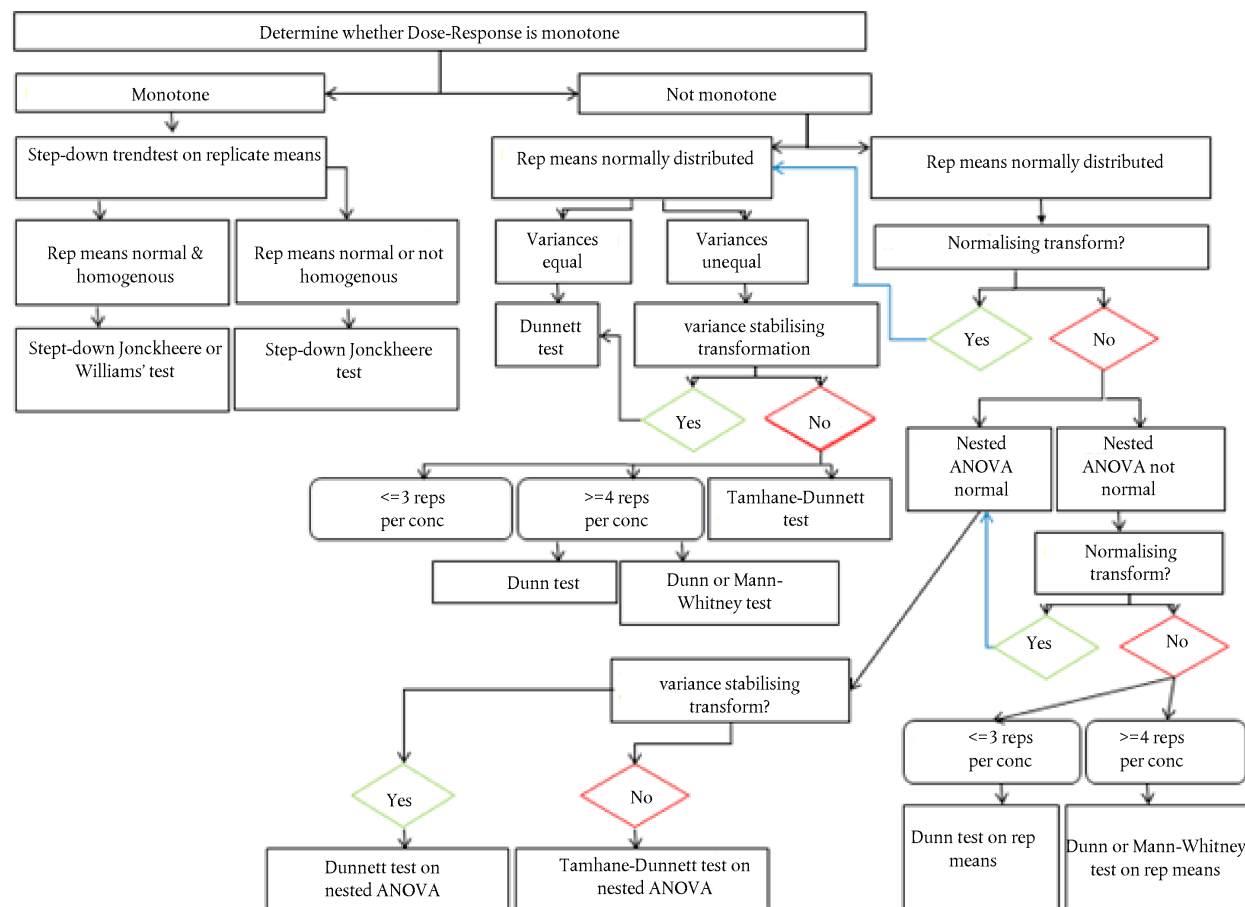 Determine whether Dose-Response is monotone
Monotone
Not monotone
Step-down trendtest on replicate means
Rep means normally distributed
Rep means normally distributed
Rep means normal &
homogenous
Rep means normal or not
homogenous
Variances
equal
Variances
unequal
Normalising transform?
Stept-down Jonckheere or
Williams’ test
Step-down Jonckheere
test
Dunnett
test
variance stabilising
transformation
Yes
No
Yes
No
Nested
ANOVA
normal
Nested
ANOVA not
normal
<=3 reps
per conc
>=4 reps
per conc
Tamhane-Dunnett
test
Dunn test
Dunn or Mann-
Whitney test
Normalising
transform?
Yes
No
variance stabilising
transform?
<=3 reps
per conc
>=4 reps
per conc
Yes
No
Dunn test on rep
means
Dunn or Mann-Whitney
test on rep means
Dunnett test on
nested ANOVA
Tamhane-Dunnett test on
nested ANOVA